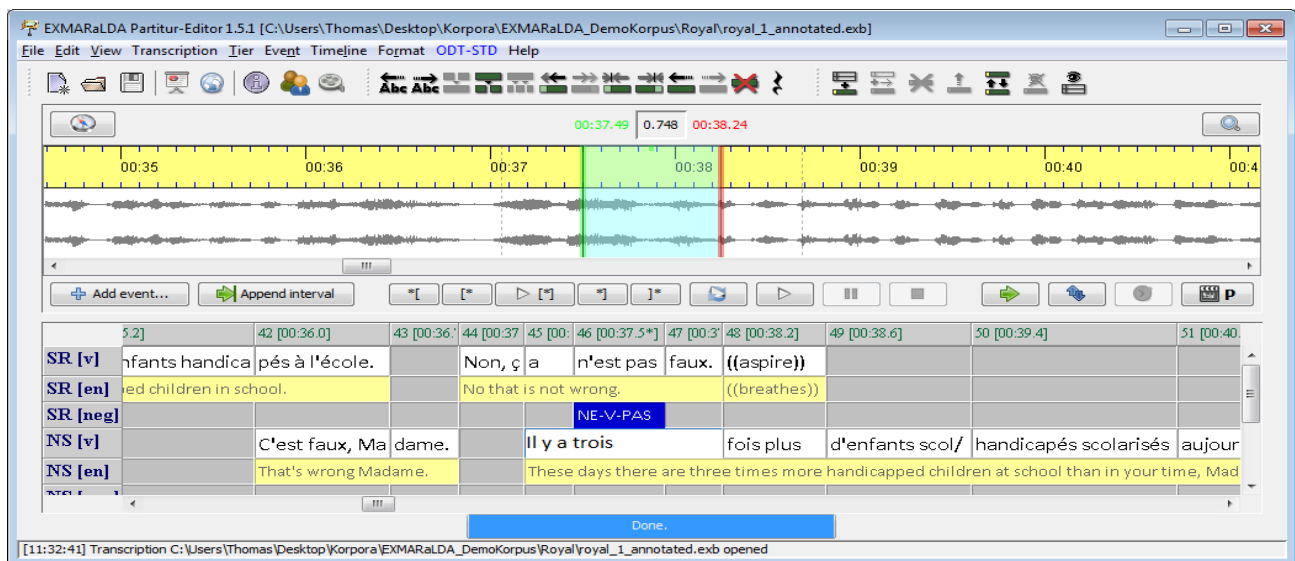 EXMARaLDA Partitur-Editor 1.5.1 [C:\Users\Thomas\Desktop\Korpora\EXMARaLDA_DemoKorpus\Royal\royal_1_annotated.exb]
File Edit View Transcription Tier Event Timeline Format ODT-STD Help
Abc Abc
00:37.49 0.748 00:38.24
00:35 00:36 00:37 00:38 00:39 00:40 00:4
Add event... Append interval *[ [* [*] *] ]* P
5.2] 42 [00:36.0] 43 [00:36.' 44 [00:37 45 [00: 46 [00:37.5*] 47 [00:3' 48 [00:38.2] 49 [00:38.6] 50 [00:39.4] 51 [00:40.
SR [v] nfants handica pés à l'école. Non, ç a n'est pas faux. ((aspire))
SR [en] ed children in school. No that is not wrong. ((breathes))
SR [neg] NE-V-PAS
NS [v] C'est faux, Ma dame. Il y a trois fois plus d'enfants scol/ handicapés scolarisés aujour
NS [en] That's wrong Madame. These days there are three times more handicapped children at school than in your time, Mad
Done.
[11:32:41] Transcription C:\Users\Thomas\Desktop\Korpora\EXMARaLDA_DemoKorpus\Royal\royal_1_annotated.exb opened